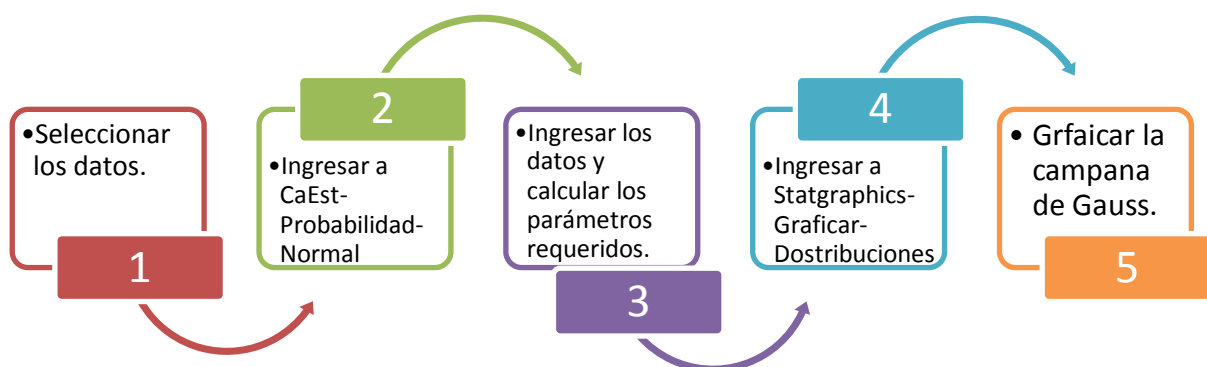 •Seleccionar
los datos.
1
2
•Ingresar a
CaEst-
Probabilidad-
Normal
•Ingresar los
datos y
calcular los
parámetros
requeridos.
3
4
•Ingresar a
Statgraphics-
Graficar-
Dostribuciones
• Grfaicar la
campana
de Gauss.
5